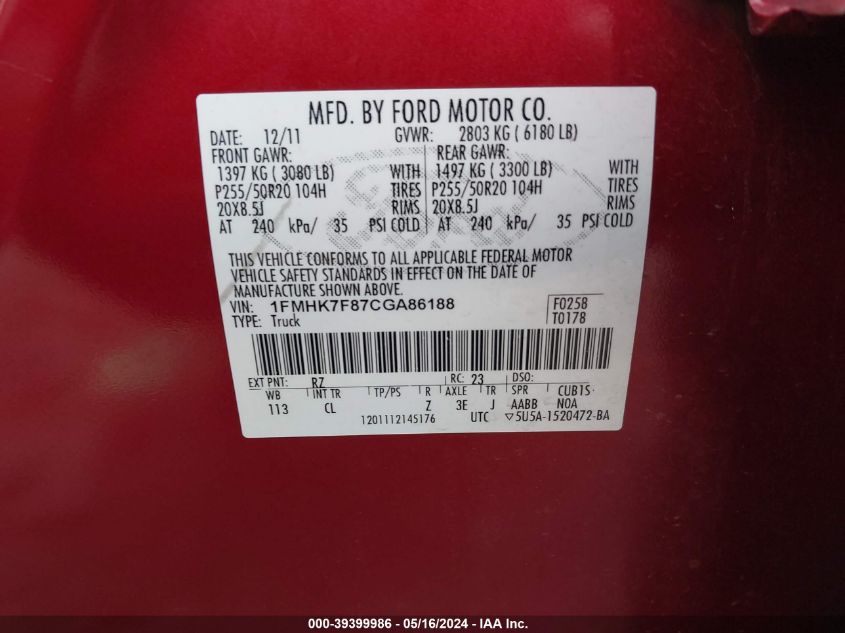 MFD. BY FORD MOTOR CO.
DATE: 12/11 GVWR: 2803 KG ( 6180 LB)
FRONT GAWR: REAR GAWR:
1397 KG ( 3080 LB) WITH 1497 KG ( 3300 LB) WITH
P255/50R20 104H TIRES P255/50R20 104H TIRES
20X8.5J RIMS 20X8.5J RIMS
AT 240 kPa/ 35 PSI COLD AT 240 kPa/ 35 PSI COLD
THIS VEHICLE CONFORMS TO ALL APPLICABLE FEDERAL MOTOR
VEHICLE SAFETY STANDARDS IN EFFECT ON THE DATE OF
MANUFACTURE SHOWN ABOVE.
VIN: 1FMHK7F87CGA86188 F0258
TYPE: Truck T0178
EXT PNT: RZ RC: 23 DSO:
WB INT TR TP/PS R AXLE TR SPR CUB1S
113 CL Z 3E J AABB NOA
1201112145176 UTC ▽5U5A-1520472-BA
000-39399986 - 05/16/2024 - IAA Inc.